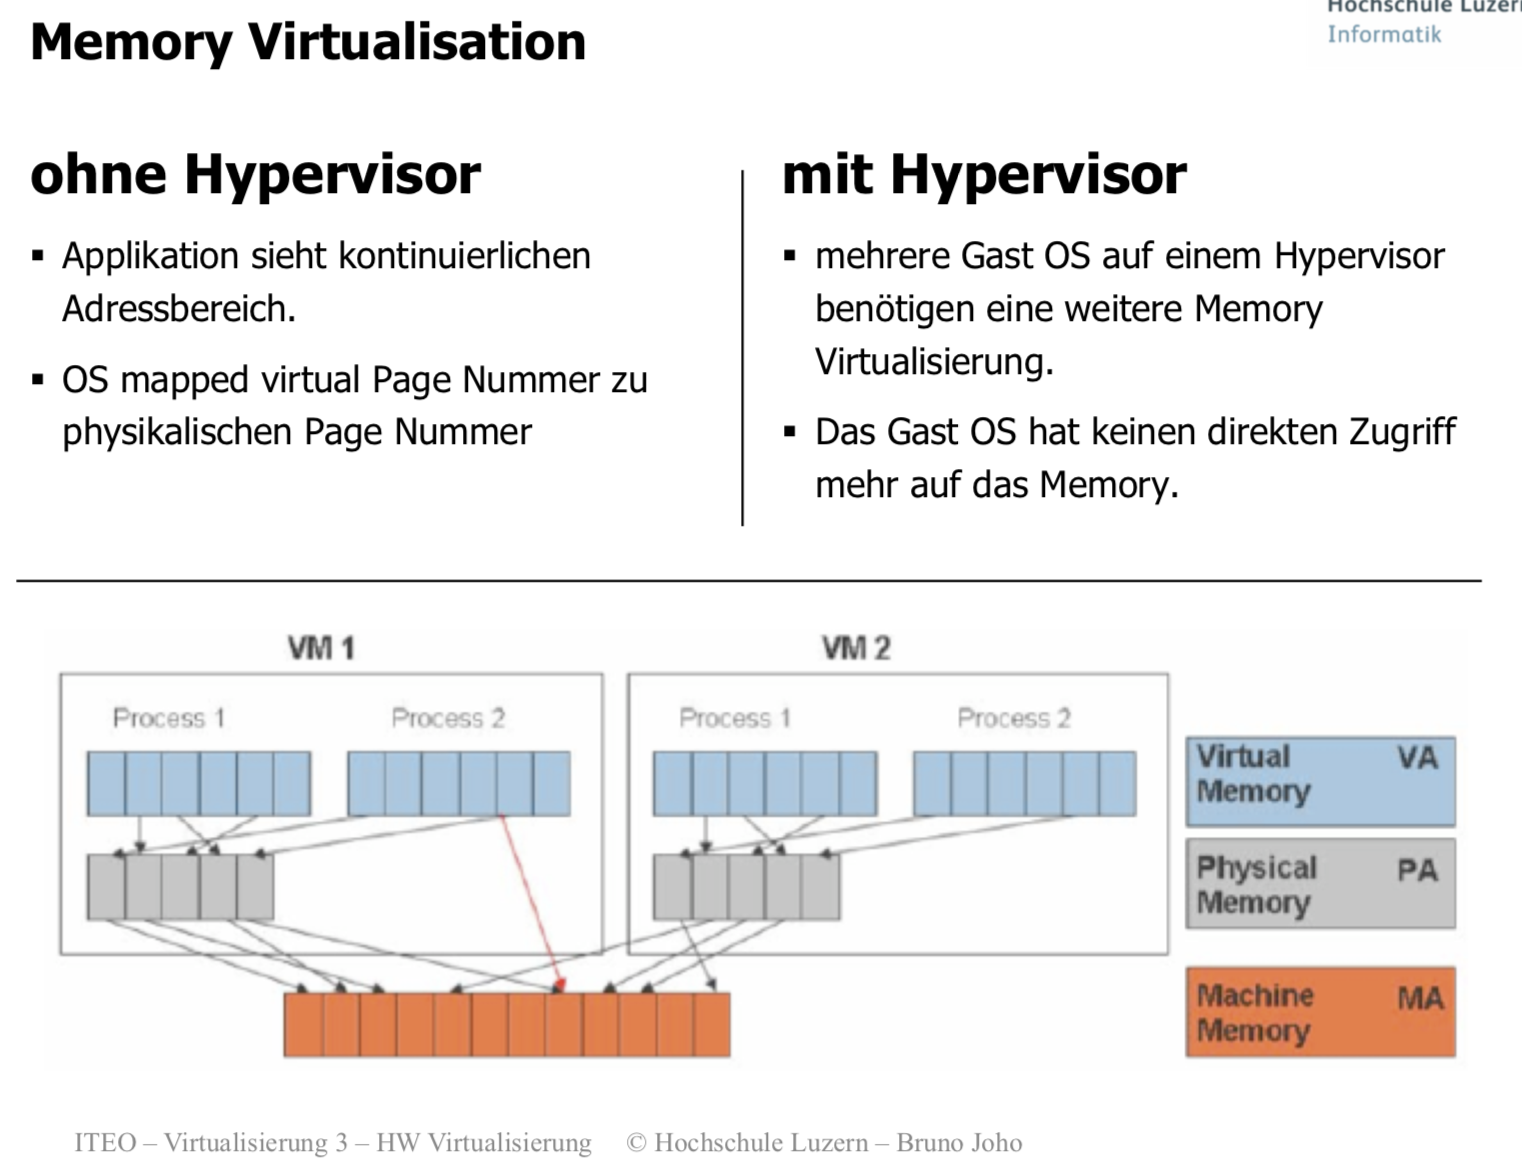 Hochschule Luzern
Informatik
Memory Virtualisation
ohne Hypervisor
▪ Applikation sieht kontinuierlichen
Adressbereich.
▪ OS mapped virtual Page Nummer zu
physikalischen Page Nummer
mit Hypervisor
▪ mehrere Gast OS auf einem Hypervisor
benötigen eine weitere Memory
Virtualisierung.
▪ Das Gast OS hat keinen direkten Zugriff
mehr auf das Memory.
VM 1
Process 1 Process 2
VM 2
Process 1 Process 2
Virtual VA
Memory
Physical PA
Memory
Machine MA
Memory
ITEO – Virtualisierung 3 – HW Virtualisierung © Hochschule Luzern – Bruno Joho